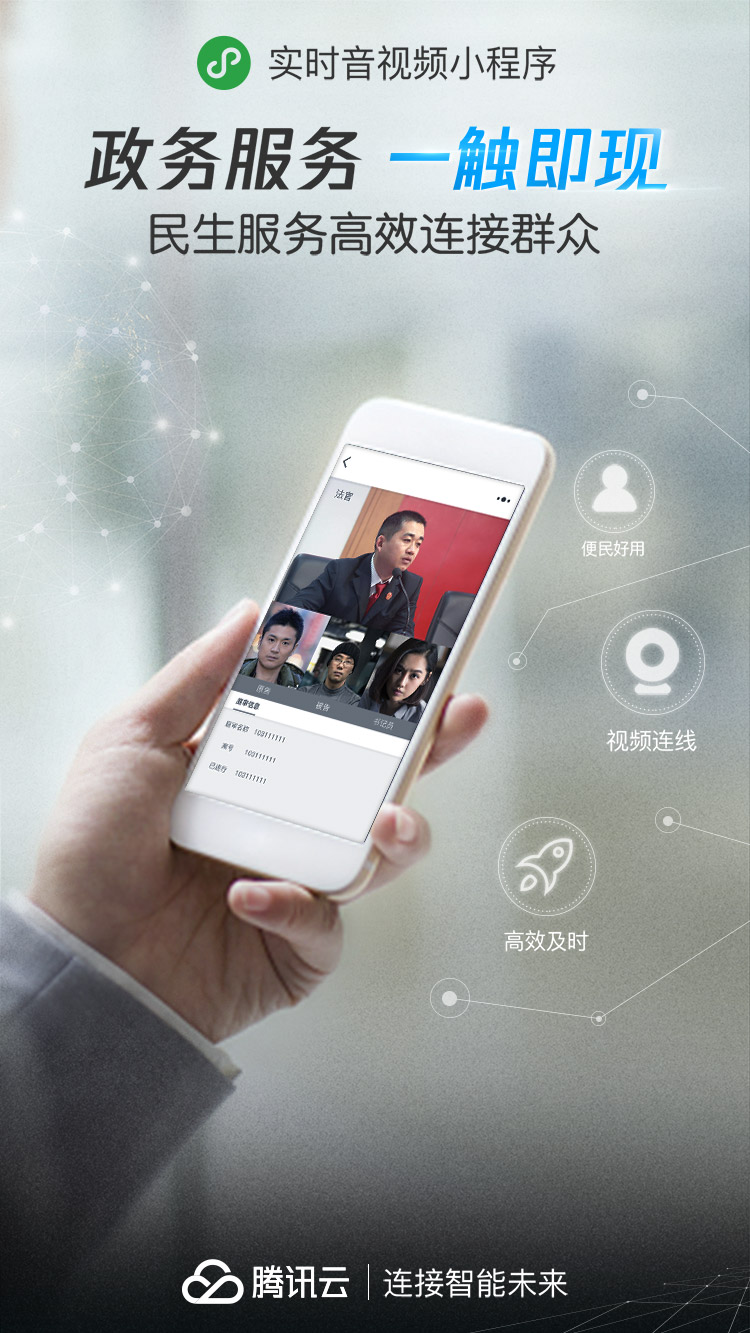 实时音视频小程序
政务服务 一触即现
民生服务高效连接群众
法官
便民好用
原告
被告
书记员
视频连线
庭审信息
庭审名称 100111111
案号 100111111
已进行 100111111
高效及时
腾讯云 | 连接智能未来